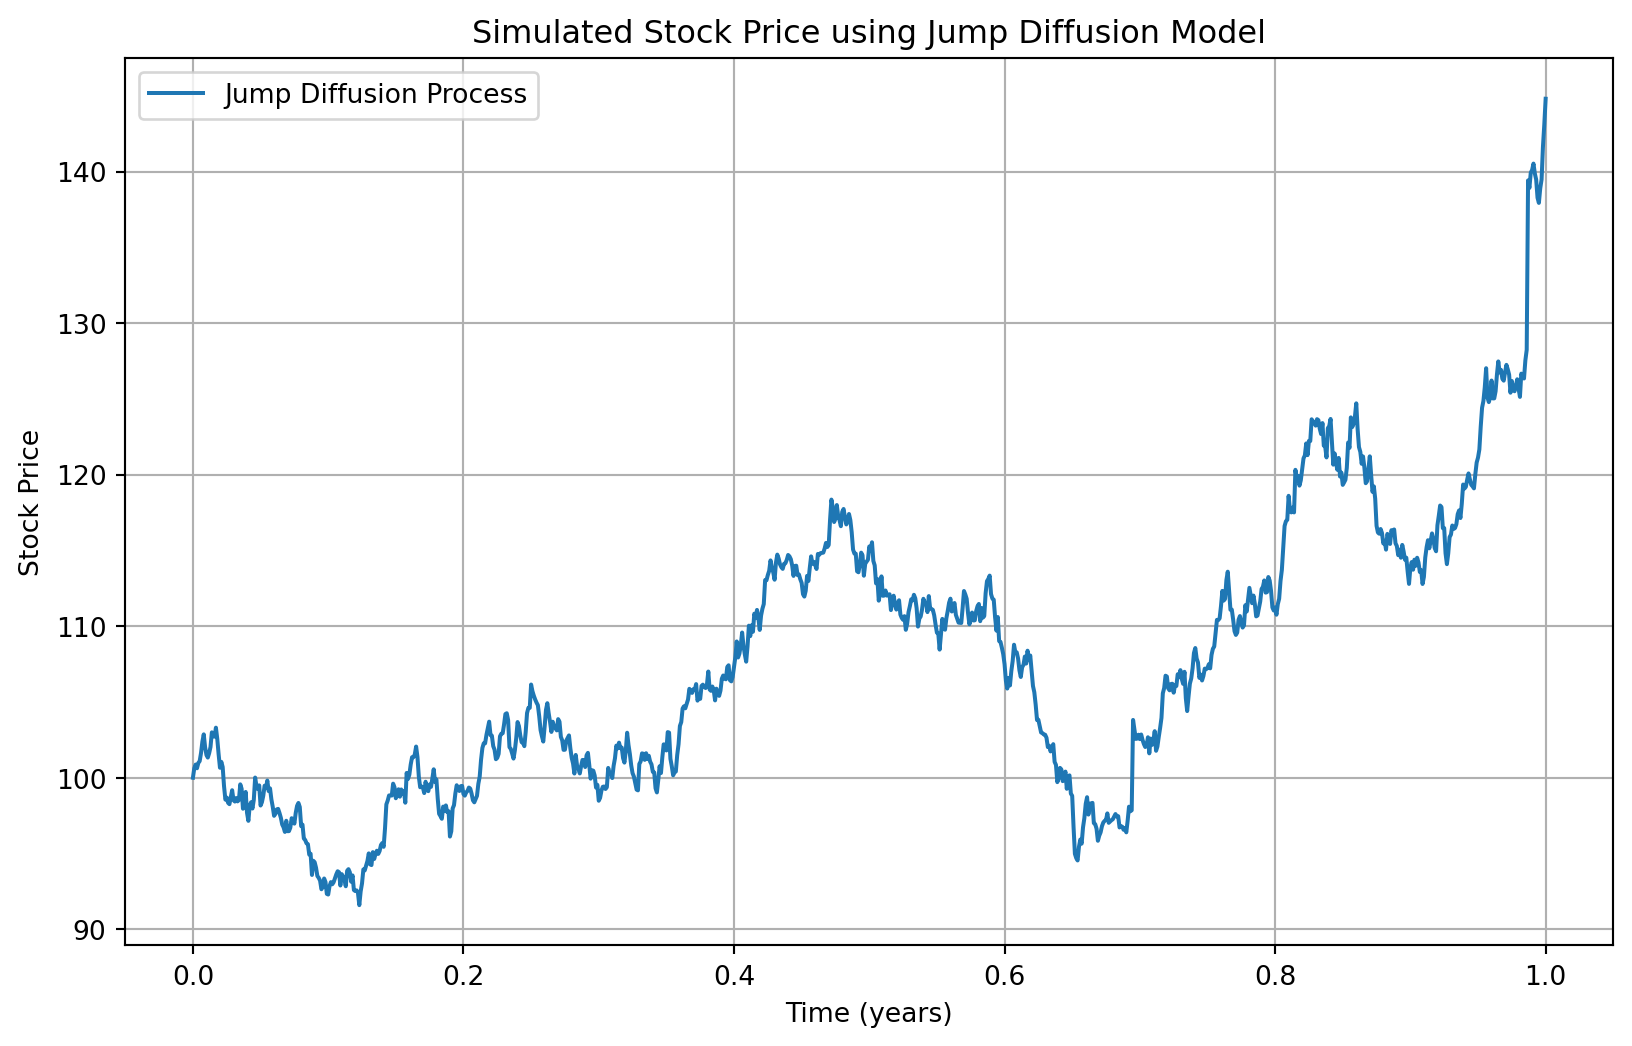 Simulated Stock Price using Jump Diffusion Model
Jump Diffusion Process
140
130
120
110
100
90
Stock Price
0.0 0.2 0.4 0.6 0.8 1.0
Time (years)